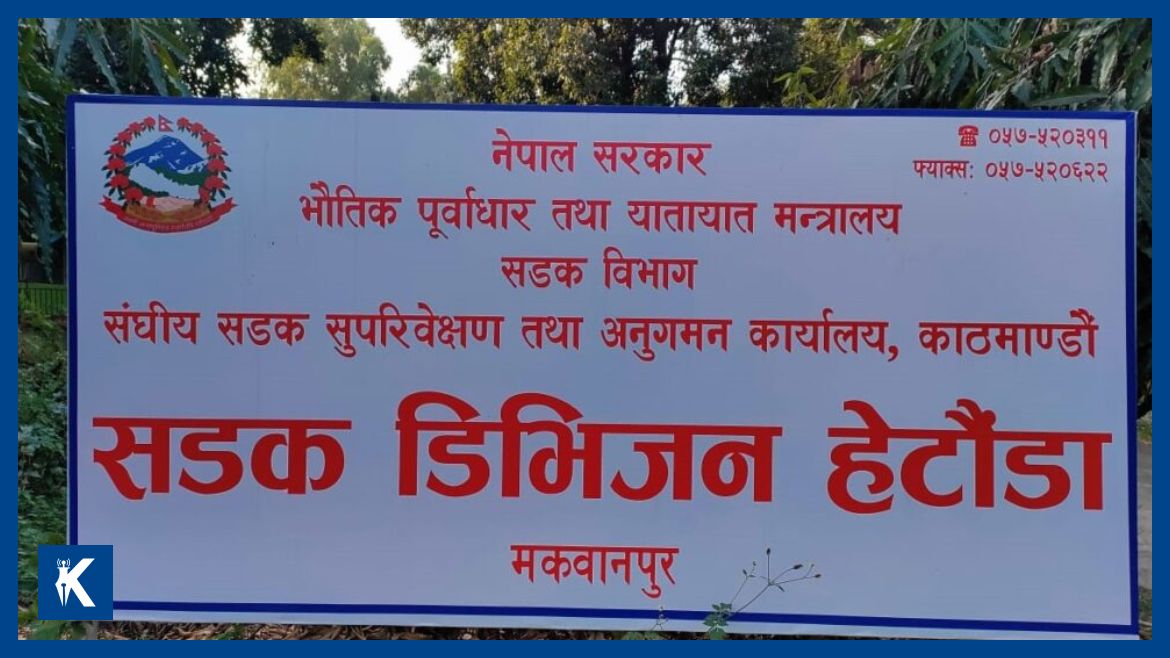 नेपाल सरकार
☎ ०५७-५२०३११
फ्याक्स: ०५७-५२०६२२
भौतिक पूर्वाधार तथा यातायात मन्त्रालय
सडक विभाग
संघीय सडक सुपरिवेक्षण तथा अनुगमन कार्यालय, काठमाण्डौं
सडक डिभिजन हेटौंडा
मकवानपुर
K